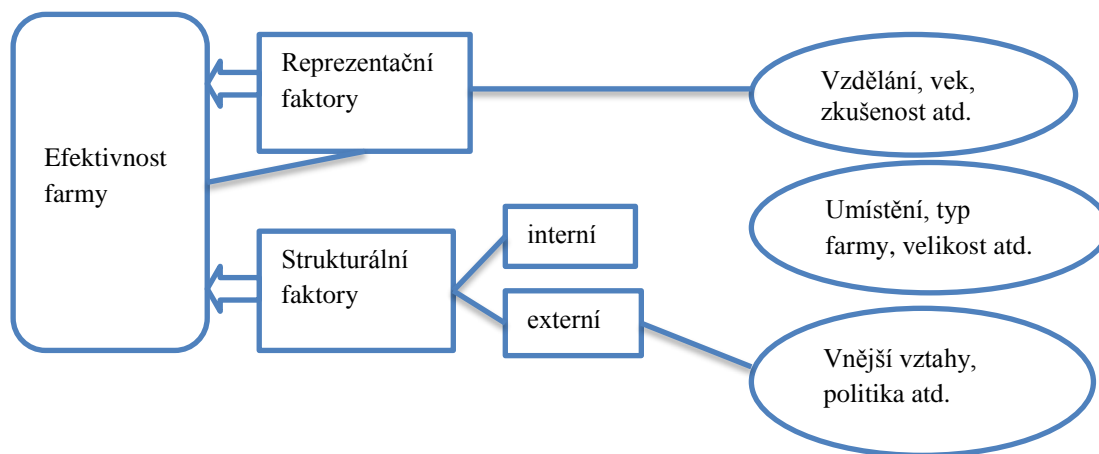 Efektivnost
farmy
Reprezentační
faktory
Vzdělání, vek,
zkušenost atd.
Umístění, typ
farmy, velikost atd.
Strukturální
faktory
interní
externí
Vnější vztahy,
politika atd.